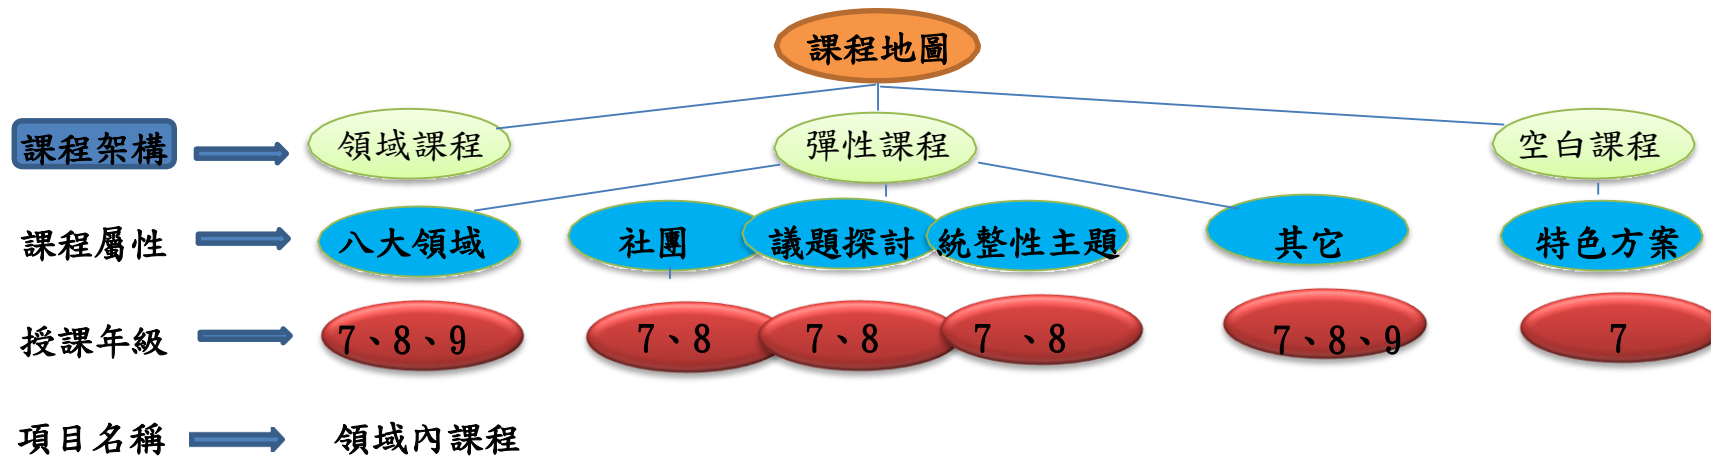 課程地圖
課程架構 領域課程 彈性課程 空白課程
課程屬性 八大領域 社團 議題探討 統整性主題 其它 特色方案
授課年級 7、8、9 7、8 7、8 7 、8 7、8、9 7
項目名稱 領域內課程